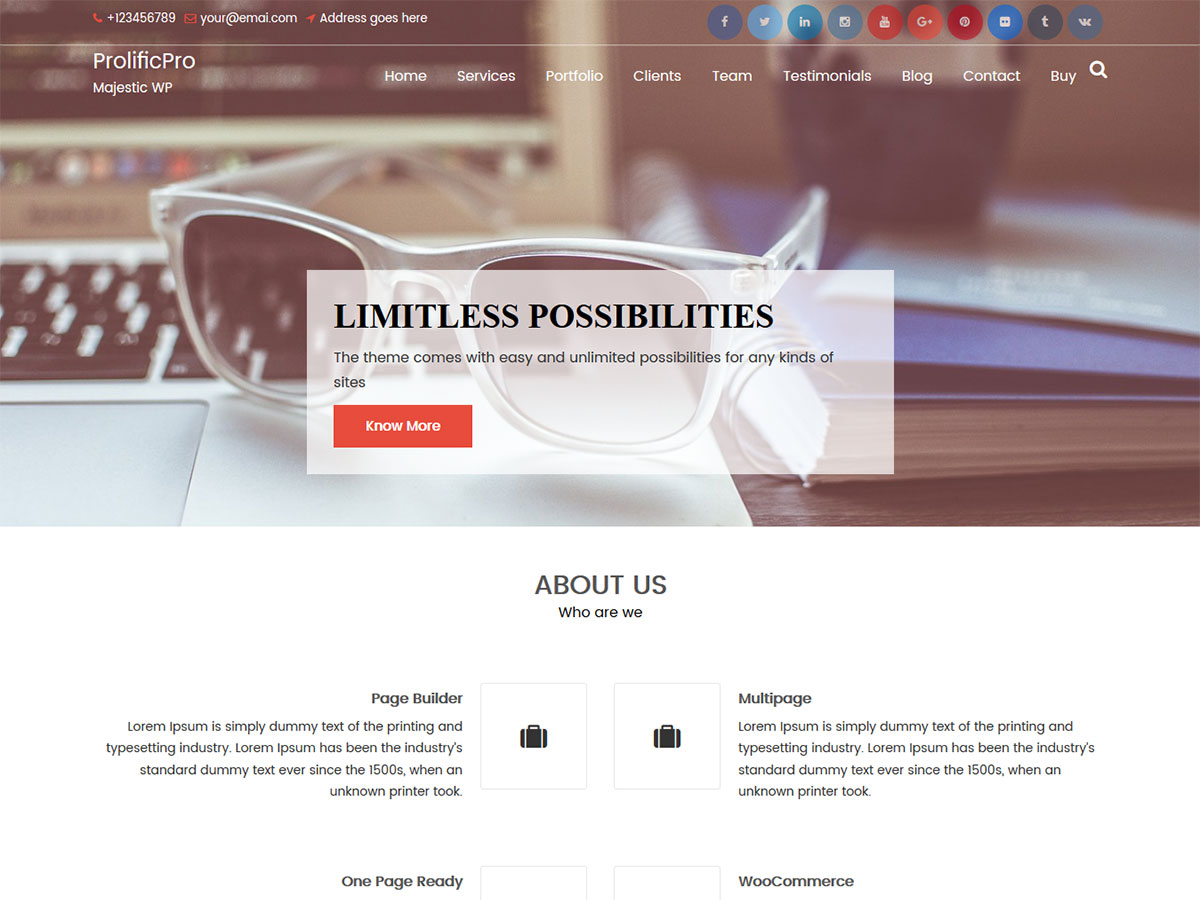 +123456789 your@emai.com Address goes here
ProlificPro
Majestic WP
Home Services Portfolio Clients Team Testimonials Blog Contact Buy
LIMITLESS POSSIBILITIES
The theme comes with easy and unlimited possibilities for any kinds of
sites
Know More
ABOUT US
Who are we
Page Builder
Lorem Ipsum is simply dummy text of the printing and
typesetting industry. Lorem Ipsum has been the industry's
standard dummy text ever since the 1500s, when an
unknown printer took.
Multipage
Lorem Ipsum is simply dummy text of the printing and
typesetting industry. Lorem Ipsum has been the industry's
standard dummy text ever since the 1500s, when an
unknown printer took.
One Page Ready
WooCommerce